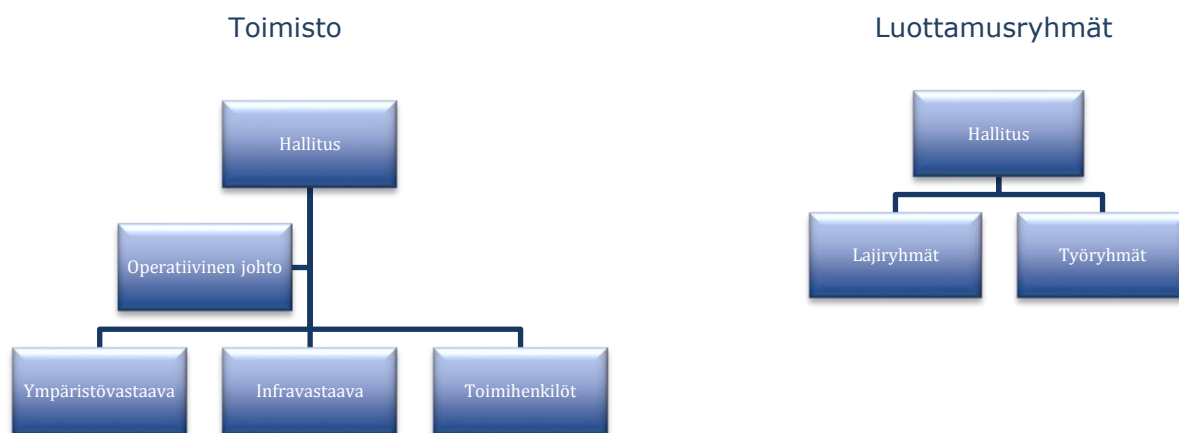 Toimisto
Hallitus
Operatiivinen johto
Ympäristövastaava
Infravastaava
Toimihenkilöt
Luottamusryhmät
Hallitus
Lajiryhmät
Työryhmät